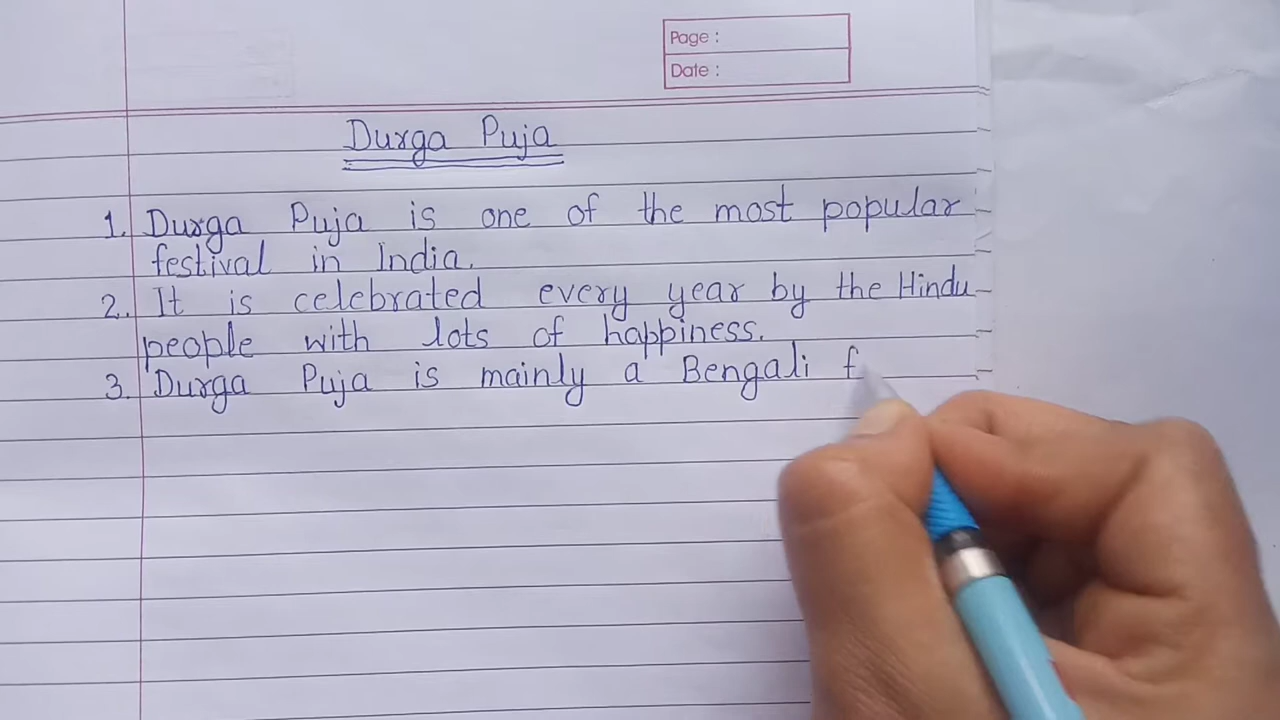 Page :
Date :
Durga Puja
1. Durga Puja is one of the most popular
festival in India.
2. It is celebrated every year by the Hindu
people with lots of happiness.
3. Durga Puja is mainly a Bengali f